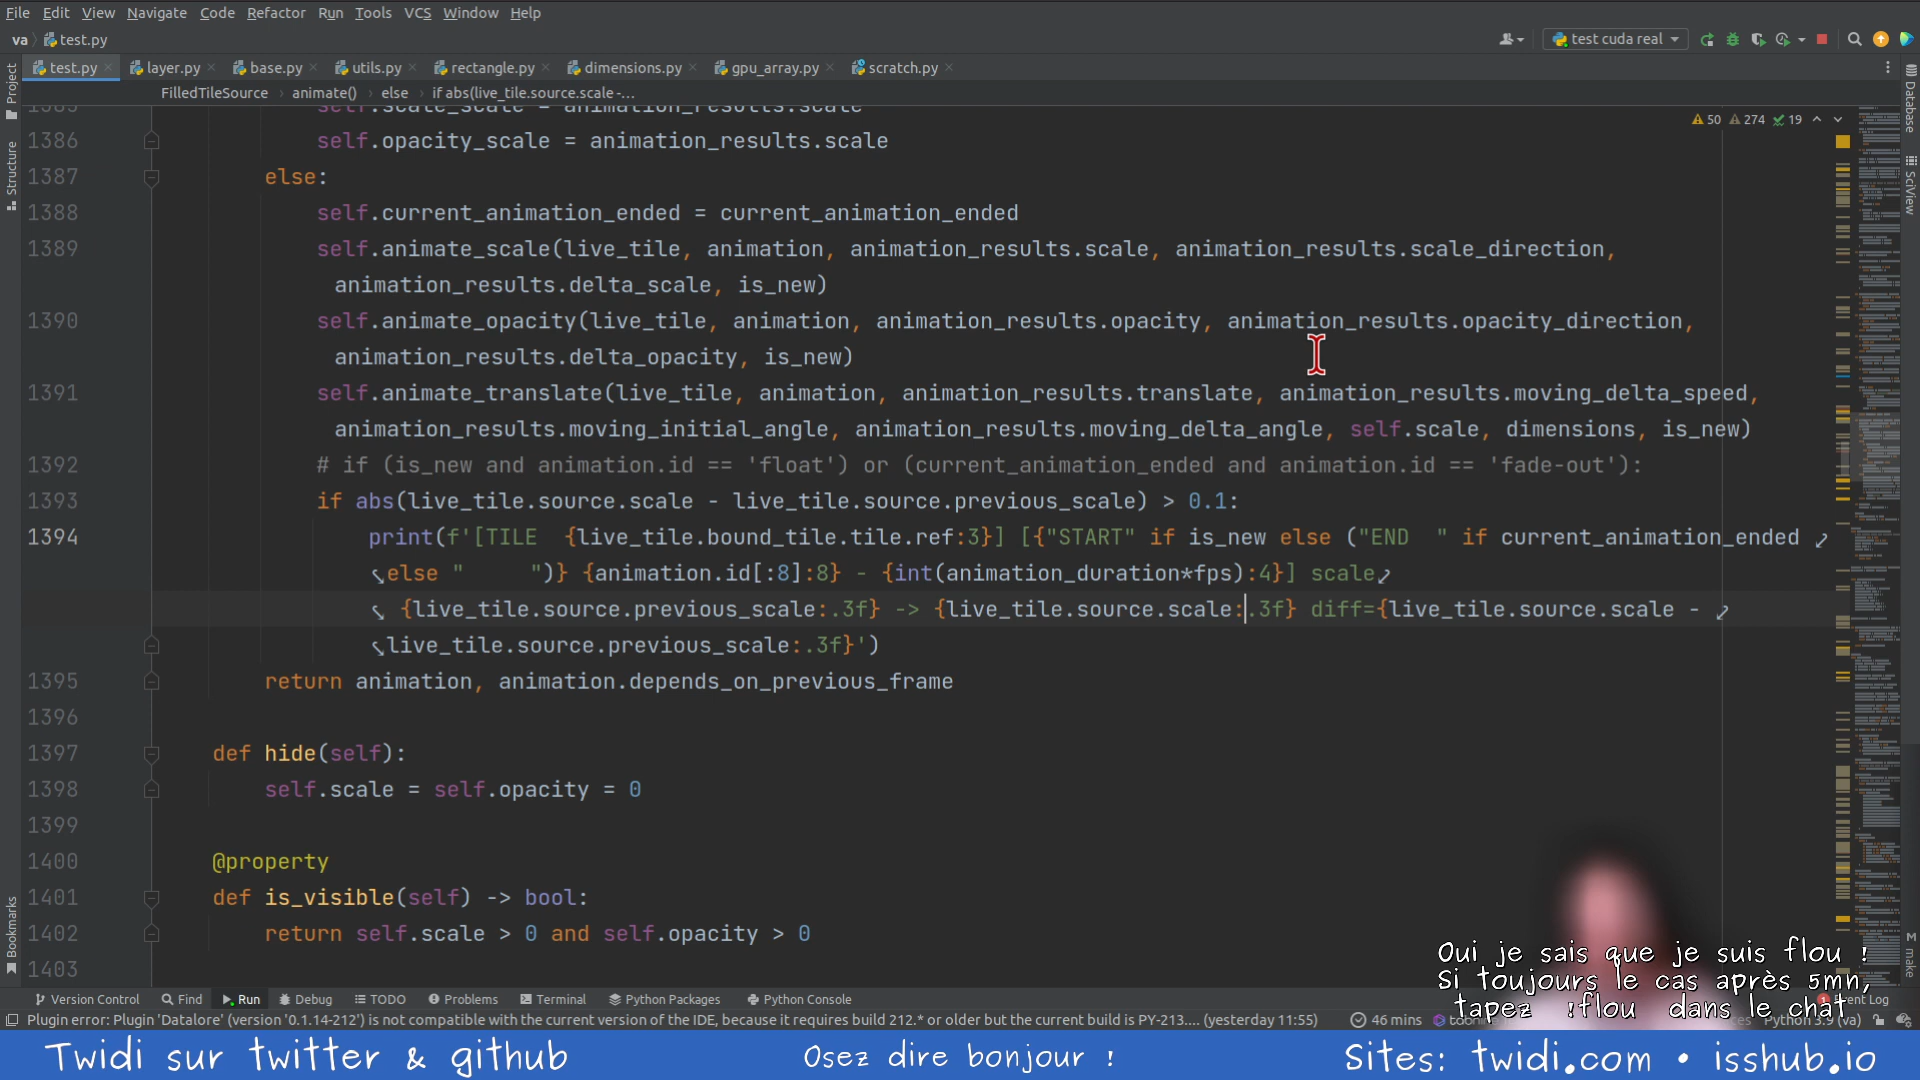 File Edit View Navigate Code Refactor Run Tools VCS Window Help
va test.py
test cuda real
test.py layer.py base.py utils.py rectangle.py dimensions.py gpu_array.py scratch.py
FilledTileSource animate() else if abs(live_tile.source.scale -...
50 274 19
1386 self.opacity_scale = animation_results.scale
1387 else:
1388 self.current_animation_ended = current_animation_ended
1389 self.animate_scale(live_tile, animation, animation_results.scale, animation_results.scale_direction,
animation_results.delta_scale, is_new)
1390 self.animate_opacity(live_tile, animation, animation_results.opacity, animation_results.opacity_direction,
animation_results.delta_opacity, is_new)
1391 self.animate_translate(live_tile, animation, animation_results.translate, animation_results.moving_delta_speed,
animation_results.moving_initial_angle, animation_results.moving_delta_angle, self.scale, dimensions, is_new)
1392 # if (is_new and animation.id == 'float') or (current_animation_ended and animation.id == 'fade-out'):
1393 if abs(live_tile.source.scale - live_tile.source.previous_scale) > 0.1:
1394 print(f'[TILE  {live_tile.bound_tile.tile.ref:3}] [{"START" if is_new else ("END  " if current_animation_ended
else "     ")} {animation.id[:8]:8} - {int(animation_duration*fps):4}] scale
{live_tile.source.previous_scale:.3f} -> {live_tile.source.scale:.3f} diff={live_tile.source.scale -
live_tile.source.previous_scale:.3f}')
1395 return animation, animation.depends_on_previous_frame
1396
1397 def hide(self):
1398 self.scale = self.opacity = 0
1399
1400 @property
1401 def is_visible(self) -> bool:
1402 return self.scale > 0 and self.opacity > 0
1403
Project
Structure
Bookmarks
Database
SciView
make
Oui je sais que je suis flou !
Si toujours le cas après 5mn,
tapez !flou dans le chat
Version Control Find Run Debug TODO Problems Terminal Python Packages Python Console
Plugin error: Plugin 'Datalore' (version '0.1.14-212') is not compatible with the current version of the IDE, because it requires build 212.* or older but the current build is PY-213.... (yesterday 11:55) 46 mins Python 3.9 (va)
Twidi sur twitter & github
Osez dire bonjour !
Sites: twidi.com • isshub.io